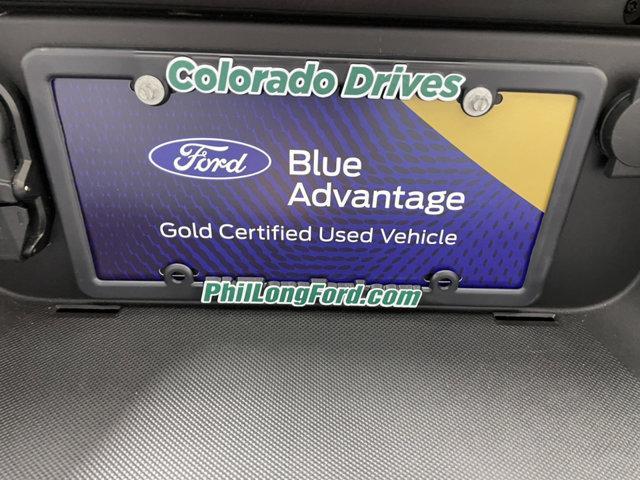 Colorado Drives
Ford
Blue
Advantage
Gold Certified Used Vehicle
PhilLongFord.com